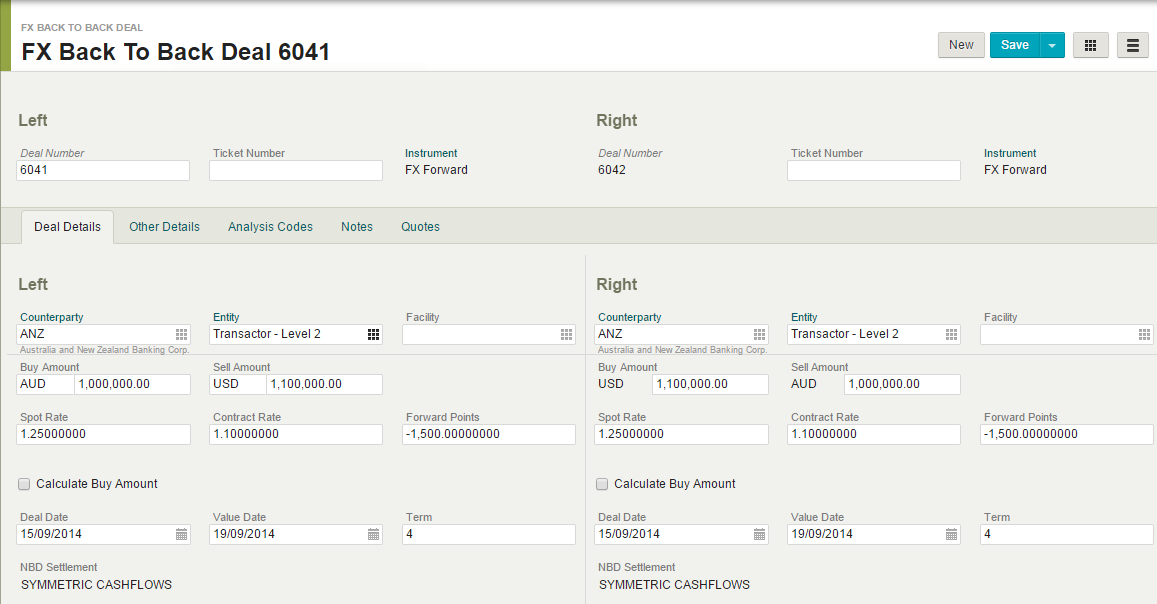 FX BACK TO BACK DEAL
FX Back To Back Deal 6041
New Save
Left Right
Deal Number Ticket Number Instrument Deal Number Ticket Number Instrument
6041 FX Forward 6042 FX Forward
Deal Details Other Details Analysis Codes Notes Quotes
Left Right
Counterparty Entity Facility Counterparty Entity Facility
ANZ Transactor - Level 2 ANZ Transactor - Level 2
Australia and New Zealand Banking Corp. Australia and New Zealand Banking Corp.
Buy Amount Sell Amount Buy Amount Sell Amount
AUD 1,000,000.00 USD 1,100,000.00 USD 1,100,000.00 AUD 1,000,000.00
Spot Rate Contract Rate Forward Points Spot Rate Contract Rate Forward Points
1.25000000 1.10000000 -1,500.00000000 1.25000000 1.10000000 -1,500.00000000
Calculate Buy Amount Calculate Buy Amount
Deal Date Value Date Term Deal Date Value Date Term
15/09/2014 19/09/2014 4 15/09/2014 19/09/2014 4
NBD Settlement NBD Settlement
SYMMETRIC CASHFLOWS SYMMETRIC CASHFLOWS